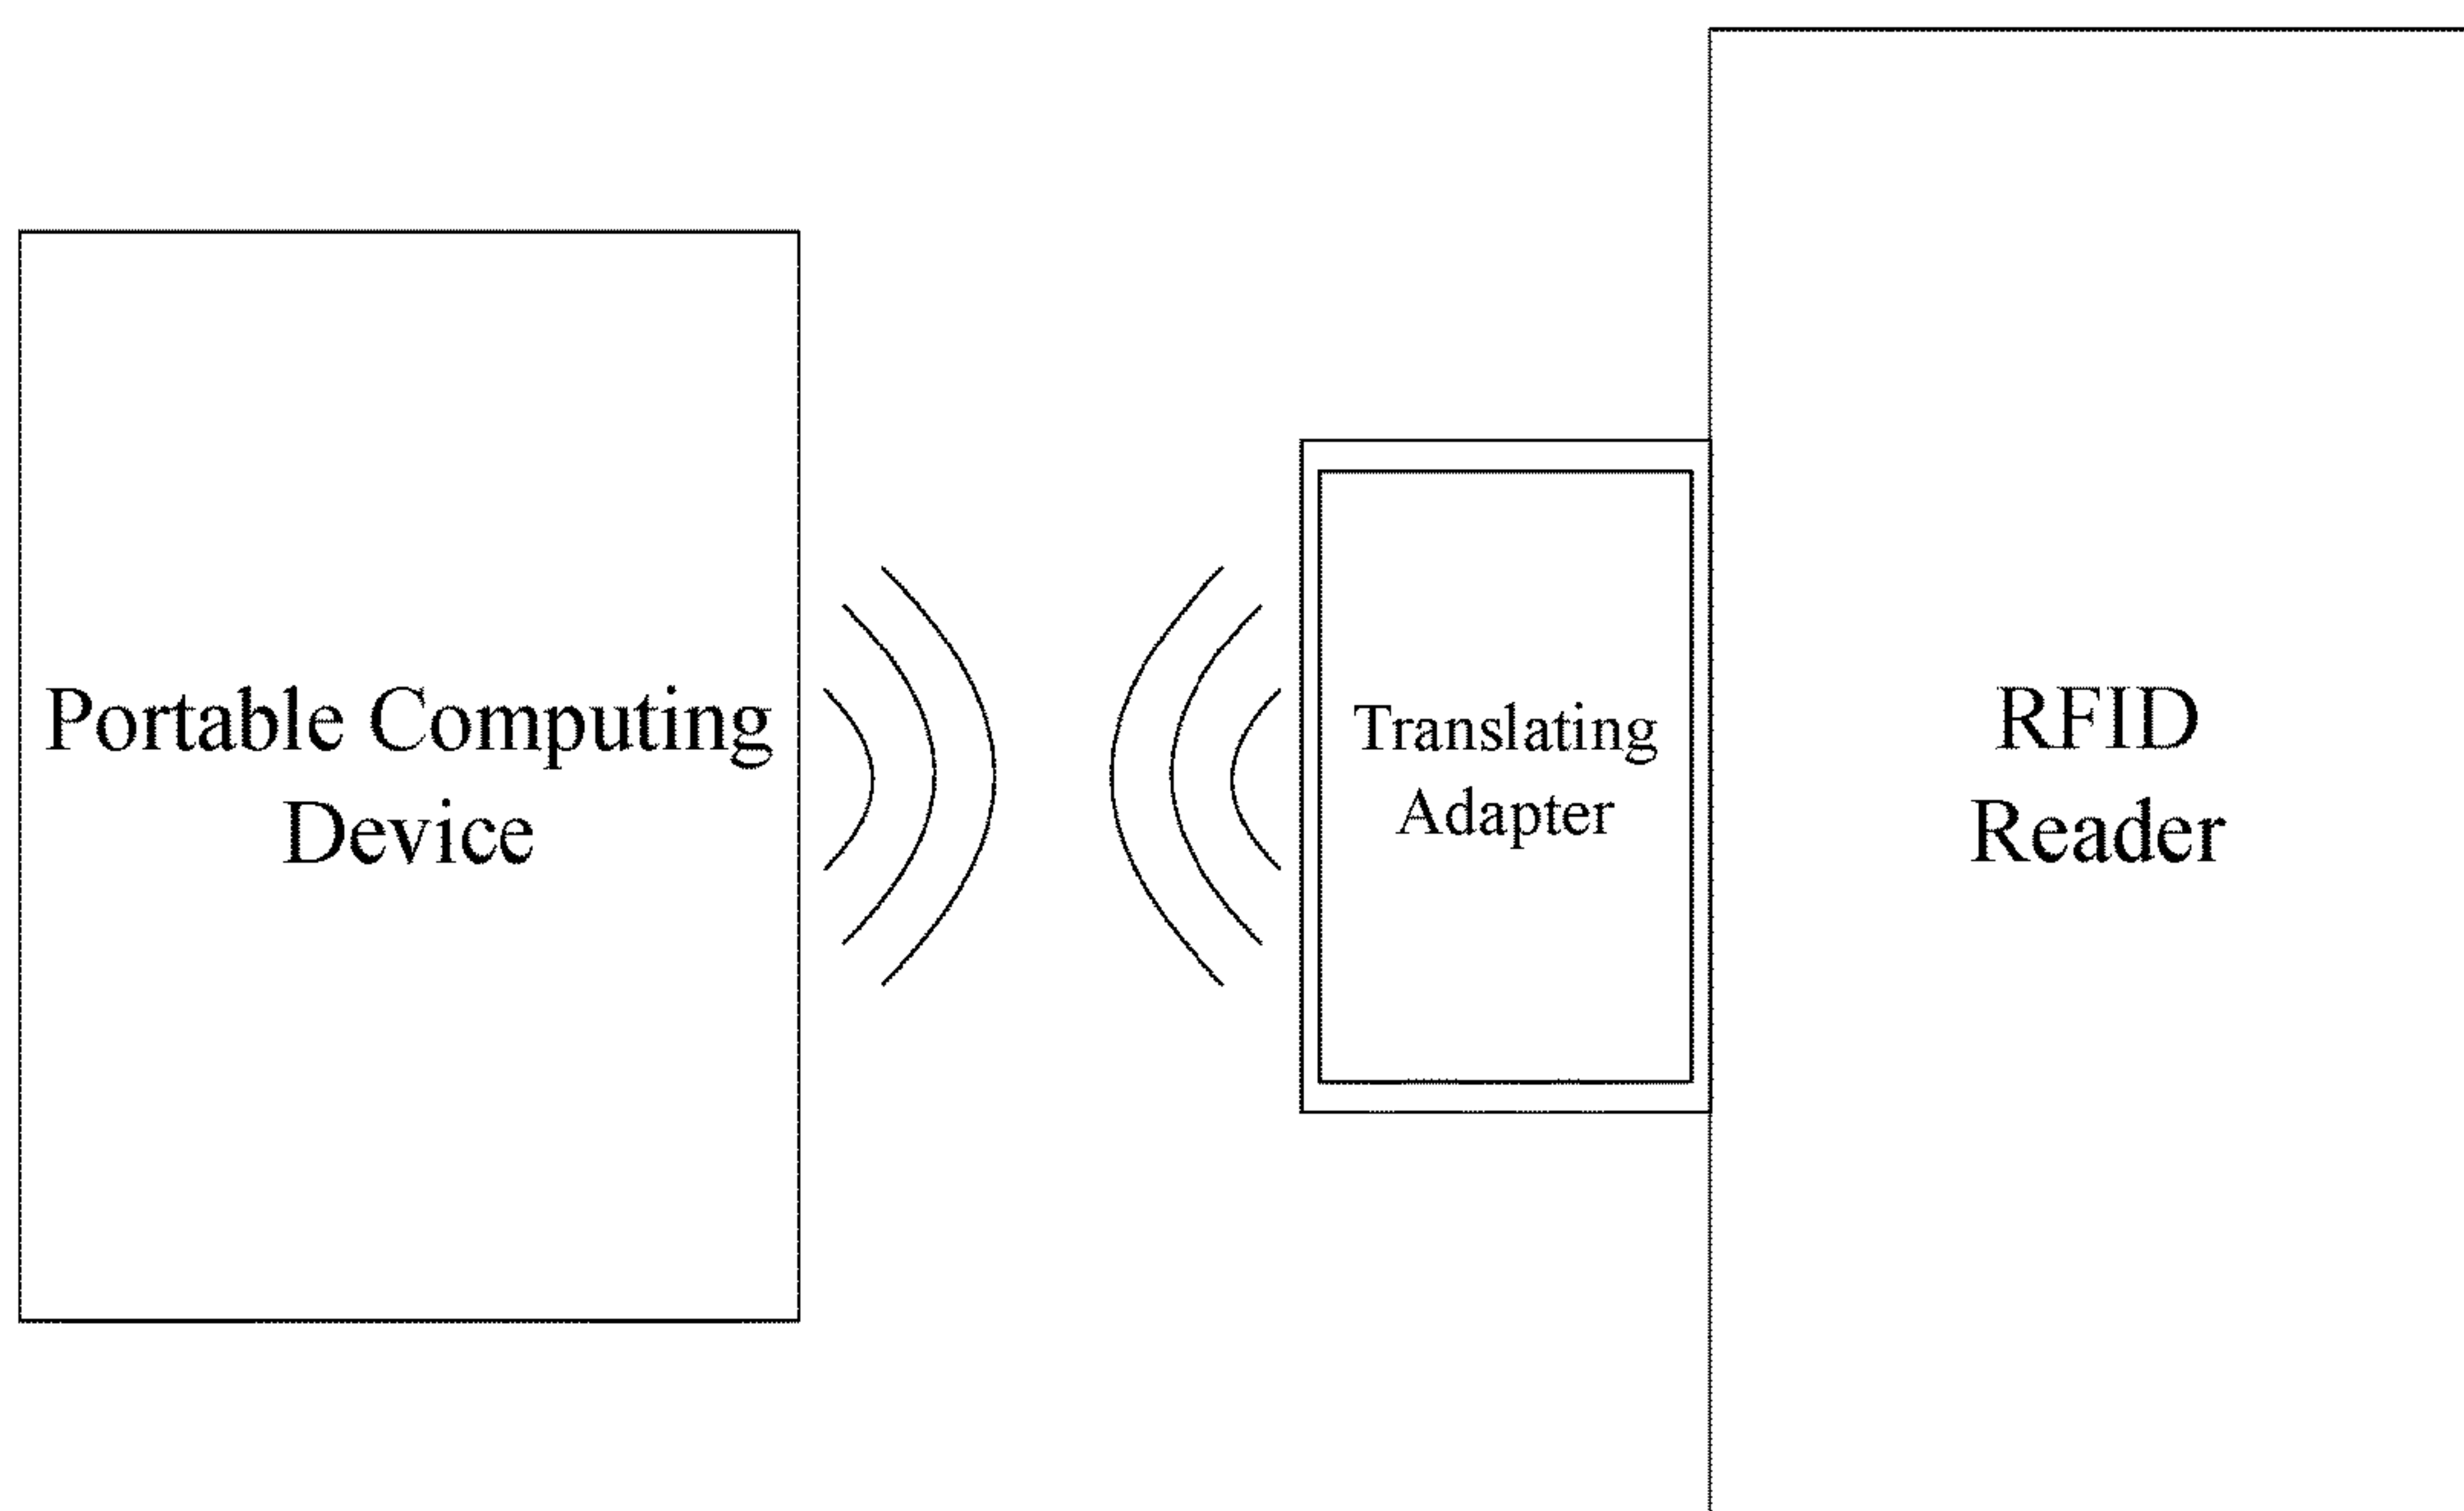 Portable Computing
Device
Translating
Adapter
RFID
Reader